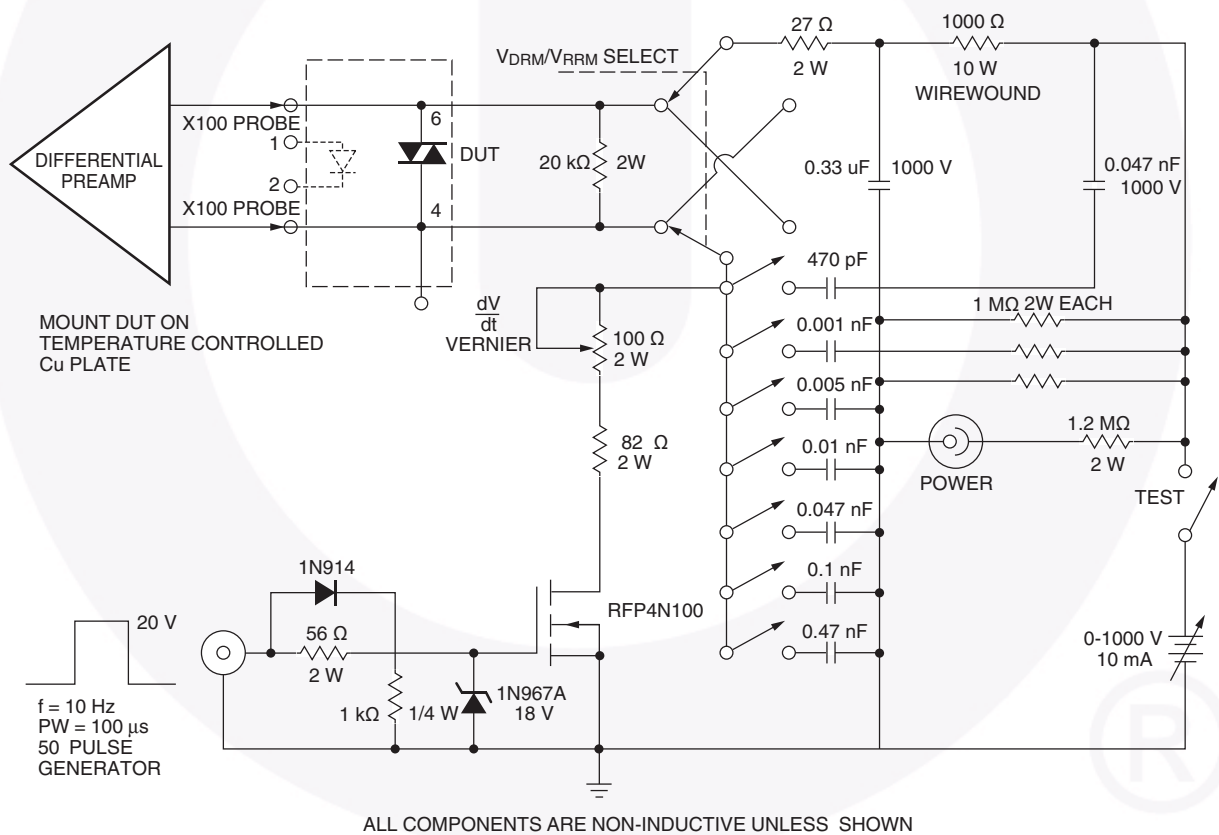 V_DRM/V_RRM SELECT
27 Ω
2 W
1000 Ω
10 W
WIREWOUND
X100 PROBE
DIFFERENTIAL
PREAMP
1
2
X100 PROBE
6
DUT
4
20 kΩ
2W
0.33 uF
1000 V
0.047 nF
1000 V
MOUNT DUT ON
TEMPERATURE CONTROLLED
Cu PLATE
dV
dt
VERNIER
100 Ω
2 W
82 Ω
2 W
470 pF
1 MΩ 2W EACH
0.001 nF
0.005 nF
0.01 nF
0.047 nF
0.1 nF
0.47 nF
1.2 MΩ
2 W
POWER
TEST
0-1000 V
10 mA
1N914
20 V
56 Ω
2 W
RFP4N100
1 kΩ
1/4 W
1N967A
18 V
f = 10 Hz
PW = 100 μs
50 PULSE
GENERATOR
®
ALL COMPONENTS ARE NON-INDUCTIVE UNLESS SHOWN